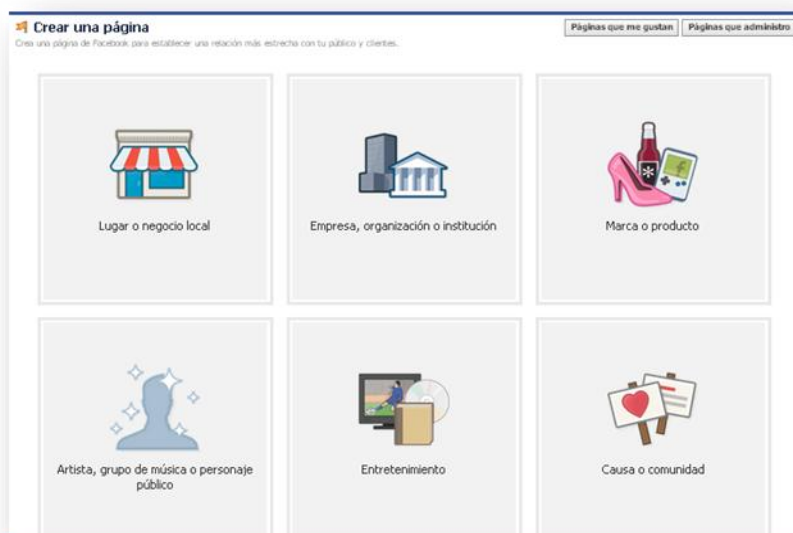 Crear una página
Páginas que me gustan
Páginas que administro
Crea una página de Facebook para establecer una relación más estrecha con tu público y clientes.
Lugar o negocio local
Empresa, organización o institución
Marca o producto
Artista, grupo de música o personaje
público
Entretenimiento
Causa o comunidad